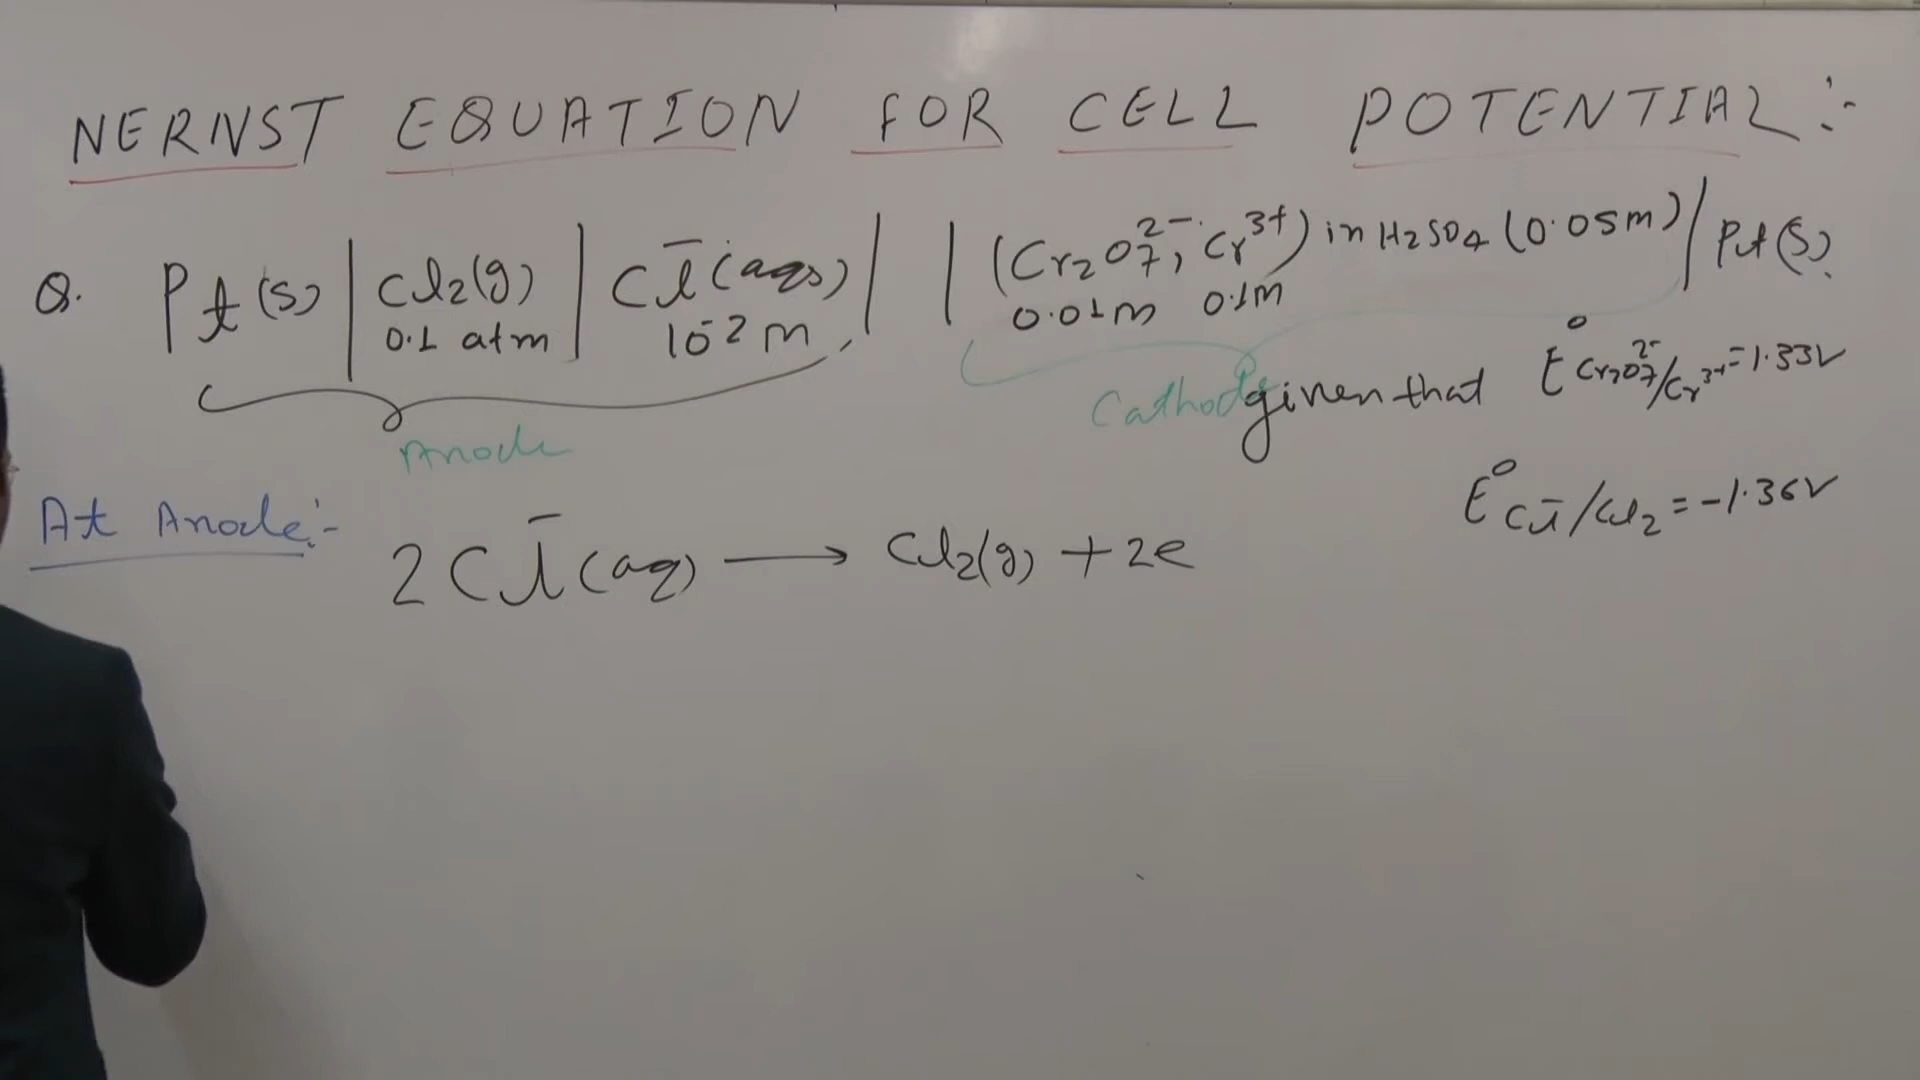 NERNST EQUATION FOR CELL POTENTIAL :-
Q. Pt(s) | Cl2(g) | Cl⁻(aqs) | | (Cr2O7²⁻, Cr³⁺) in H2SO4 (0.05m) / Pt(s)
0.1 atm 10⁻² m 0.01m 0.1m
Anode Cathode given that E° Cr2O7²⁻/Cr³⁺ = 1.33V
At Anode :- E° Cl⁻/Cl2 = -1.36V
2Cl⁻(aq) ⟶ Cl2(g) + 2e